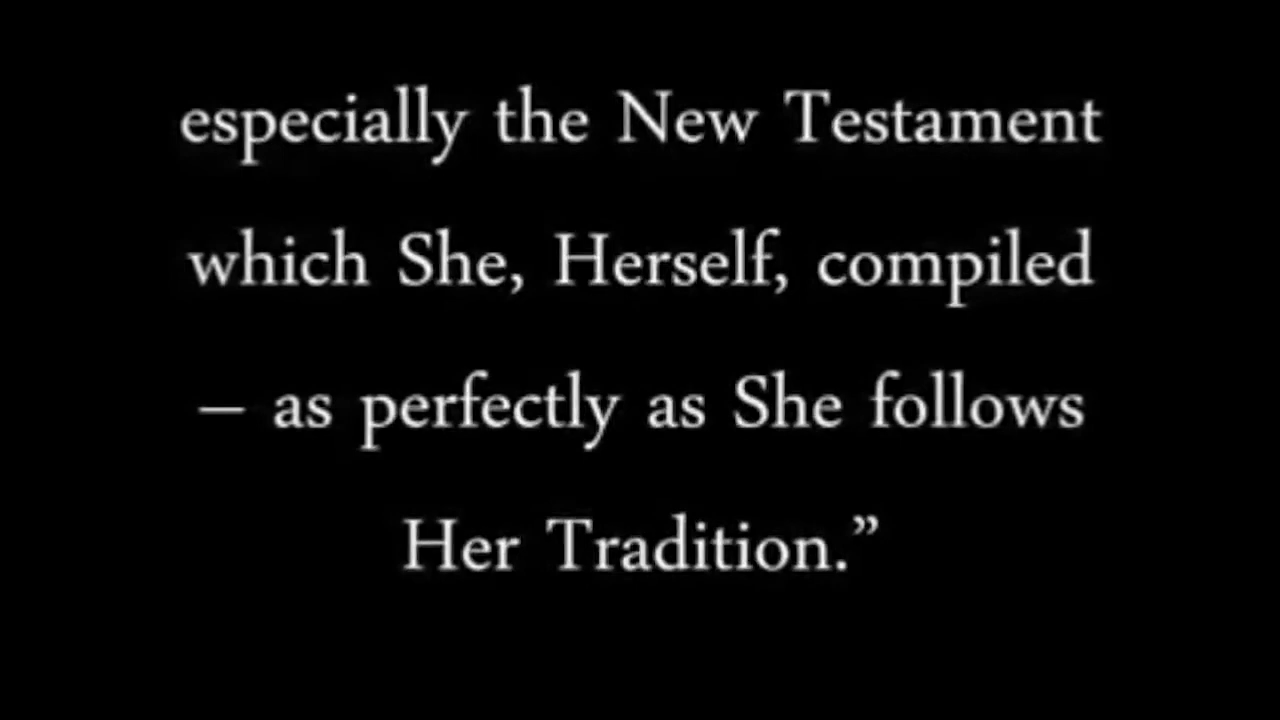 especially the New Testament
which She, Herself, compiled
– as perfectly as She follows
Her Tradition.”